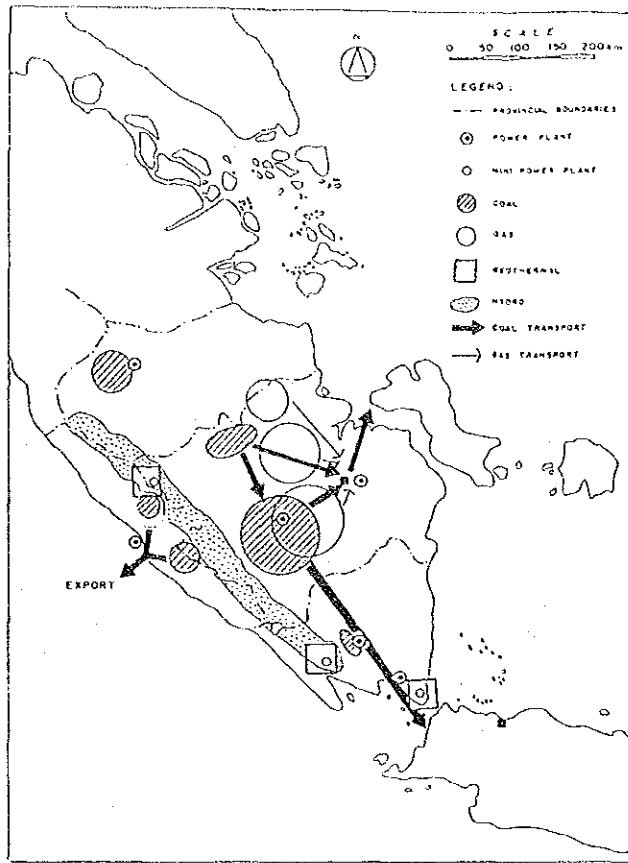 N
SCALE
0 50 100 150 200 km
LEGEND:
PROVINCIAL BOUNDARIES
POWER PLANT
MINI POWER PLANT
COAL
GAS
GEOTHERMAL
HYDRO
COAL TRANSPORT
GAS TRANSPORT
EXPORT